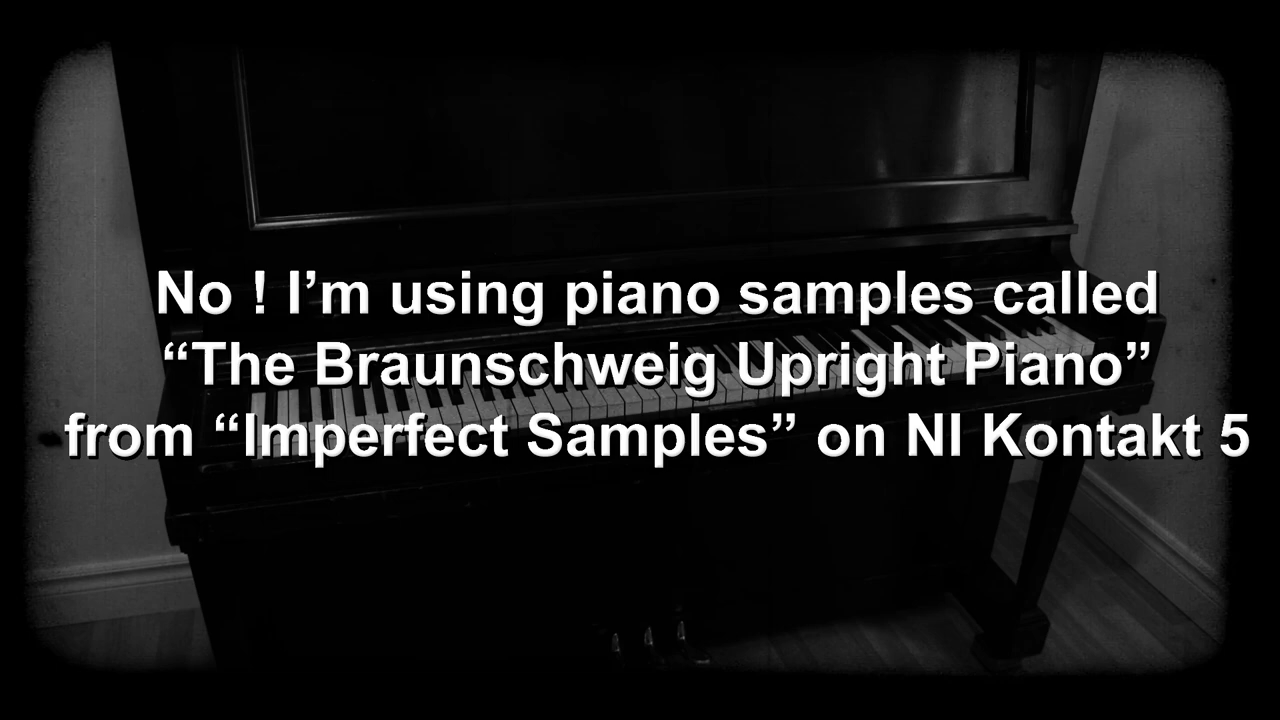 No ! I’m using piano samples called
“The Braunschweig Upright Piano”
from “Imperfect Samples” on NI Kontakt 5